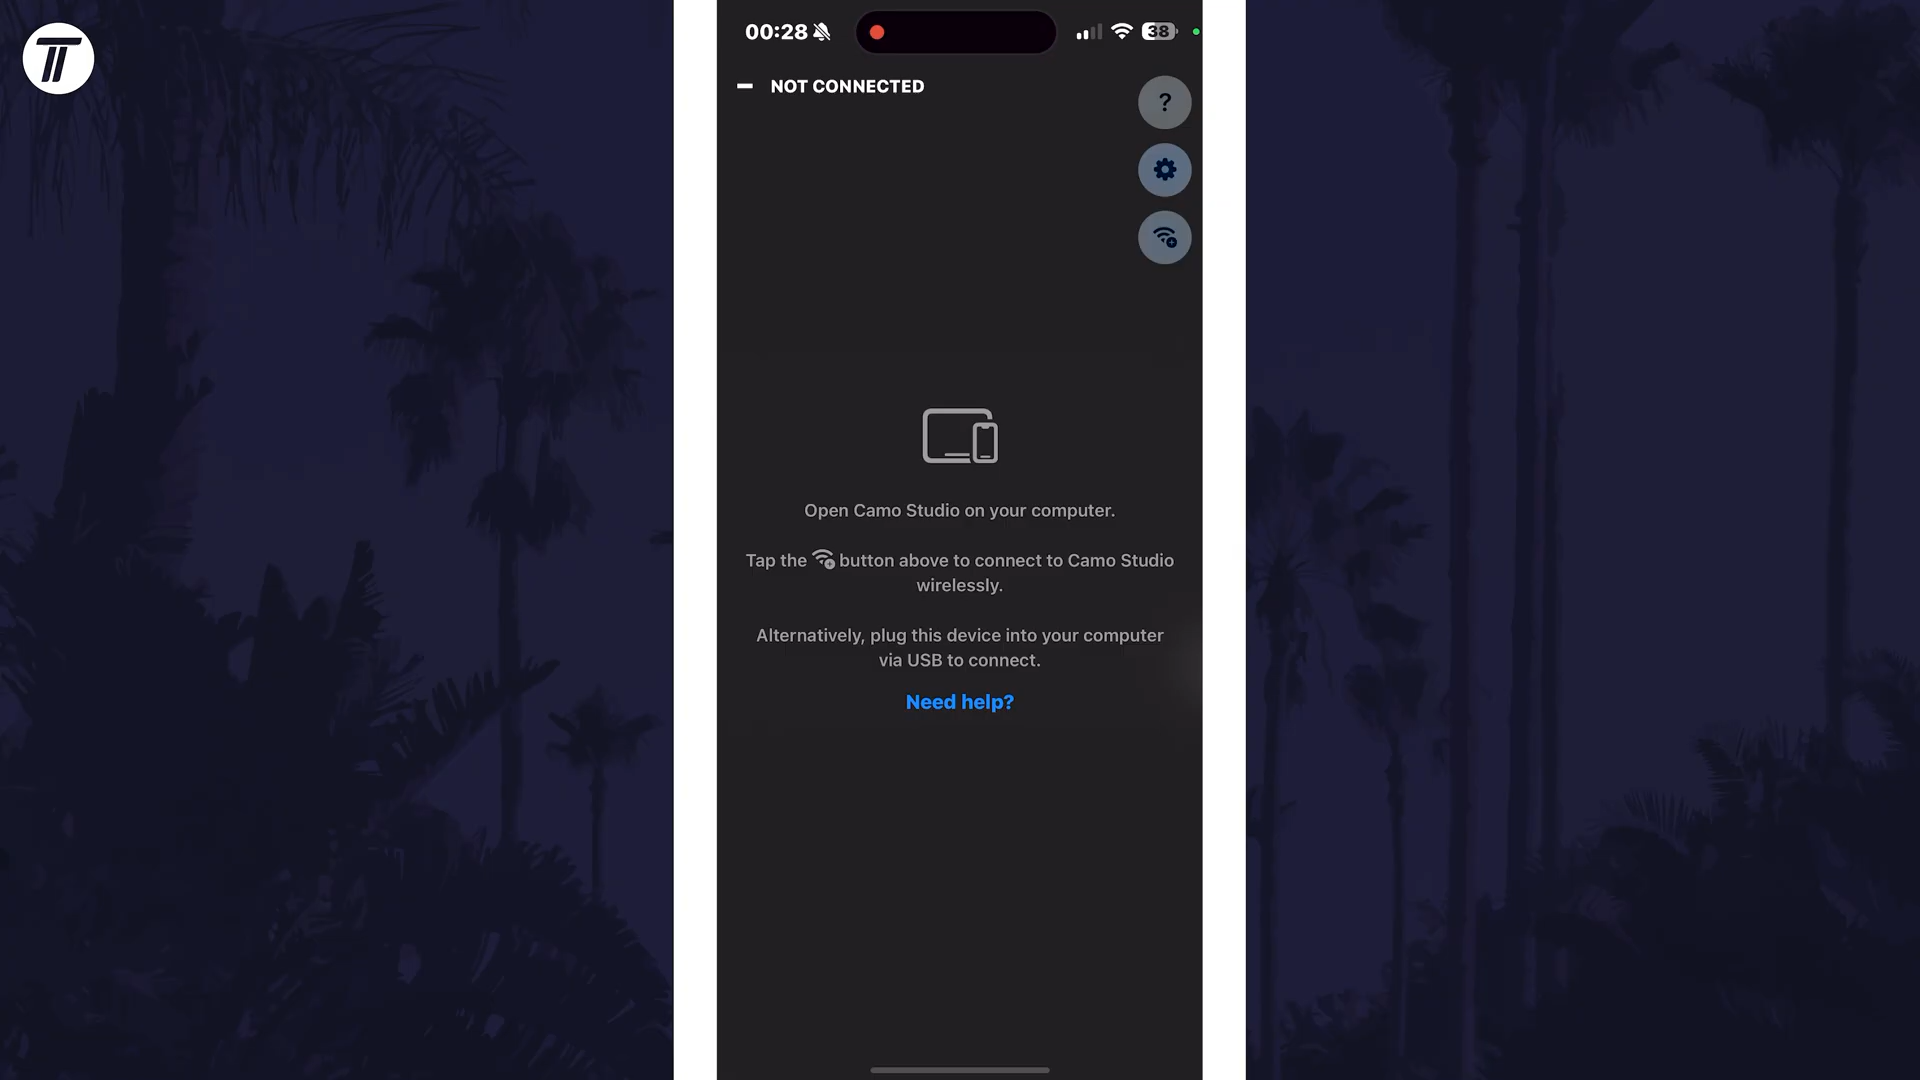 00:28
38
NOT CONNECTED
?
Open Camo Studio on your computer.
Tap the button above to connect to Camo Studio
wirelessly.
Alternatively, plug this device into your computer
via USB to connect.
Need help?